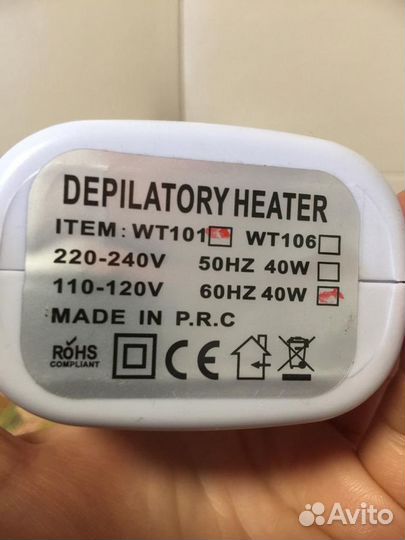 DEPILATORY HEATER
ITEM: WT101 WT106
220-240V 50HZ 40W
110-120V 60HZ 40W
MADE IN P.R.C
RoHS
COMPLIANT
CE
Avito